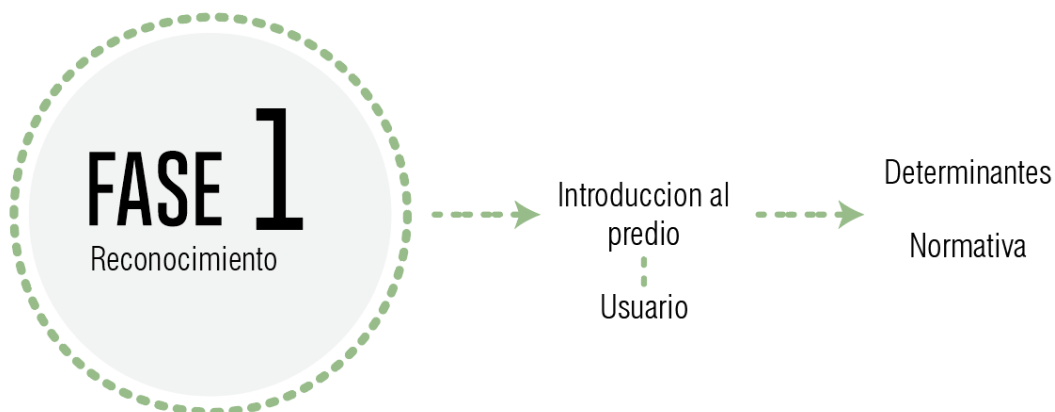 FASE 1
Reconocimiento
Introduccion al
predio
Usuario
Determinantes
Normativa